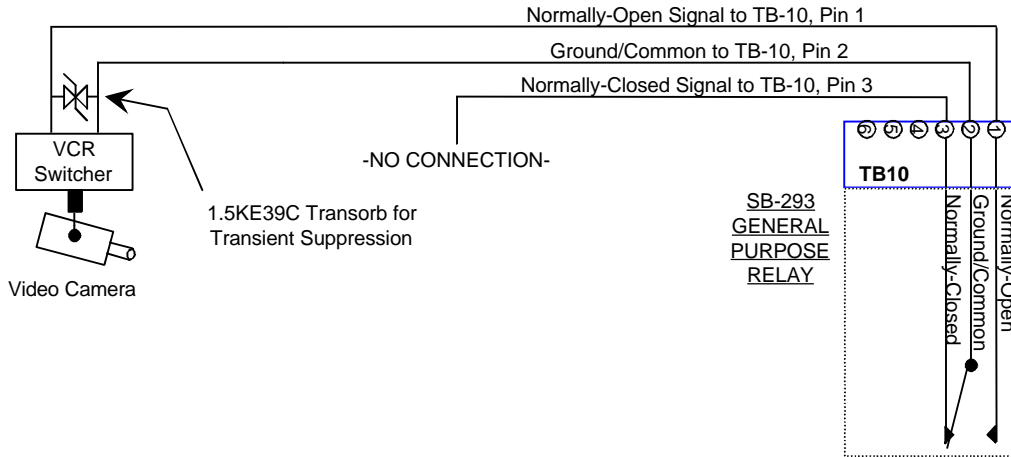 Normally-Open Signal to TB-10, Pin 1
Ground/Common to TB-10, Pin 2
Normally-Closed Signal to TB-10, Pin 3
6 5 4 3 2 1
VCR
Switcher
-NO CONNECTION-
TB10
1.5KE39C Transorb for
Transient Suppression
SB-293
GENERAL
PURPOSE
RELAY
Normally-Closed
Ground/Common
Normally-Open
Video Camera